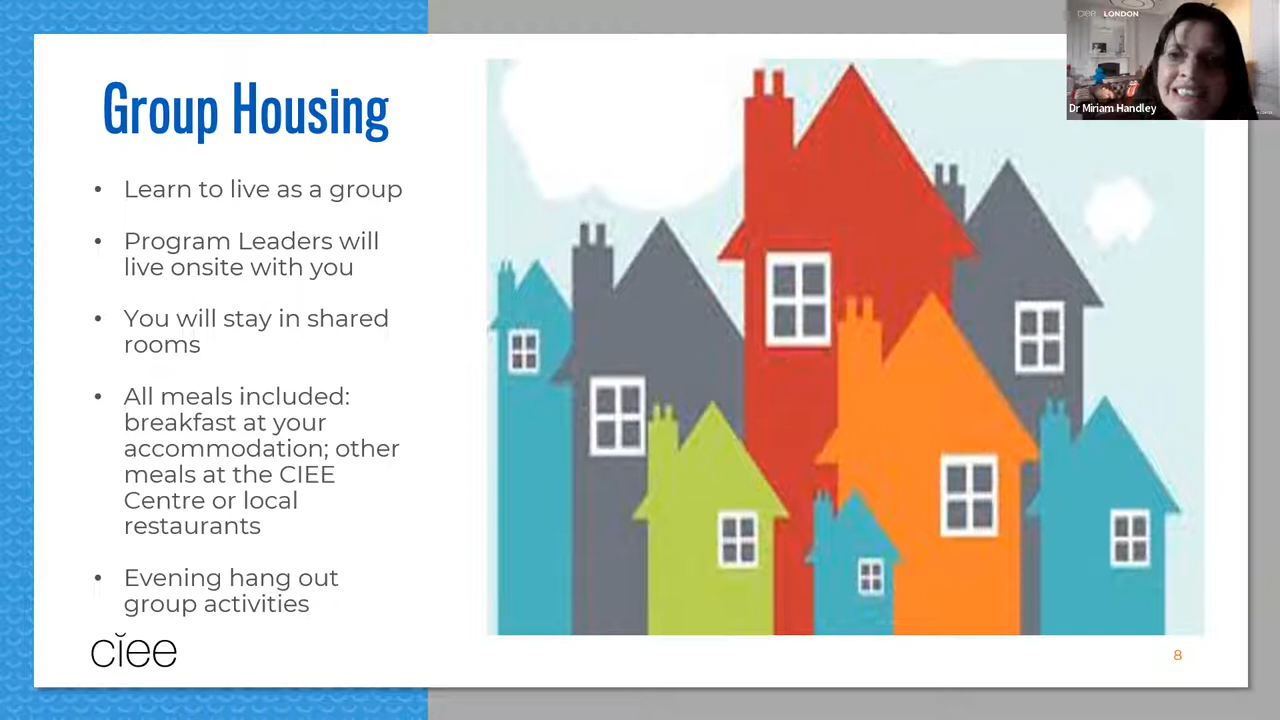 ciee LONDON
Dr Miriam Handley
Group Housing
• Learn to live as a group
• Program Leaders will
live onsite with you
• You will stay in shared
rooms
• All meals included:
breakfast at your
accommodation; other
meals at the CIEE
Centre or local
restaurants
• Evening hang out
group activities
ciee
8